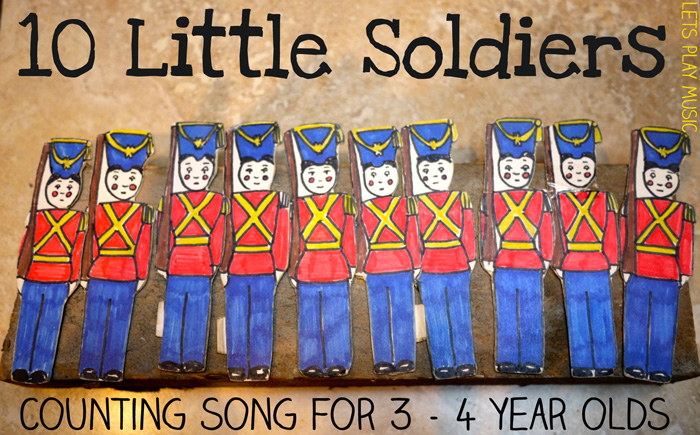 10 Little Soldiers
LETS PLAY MUSIC
COUNTING SONG FOR 3 - 4 YEAR OLDS